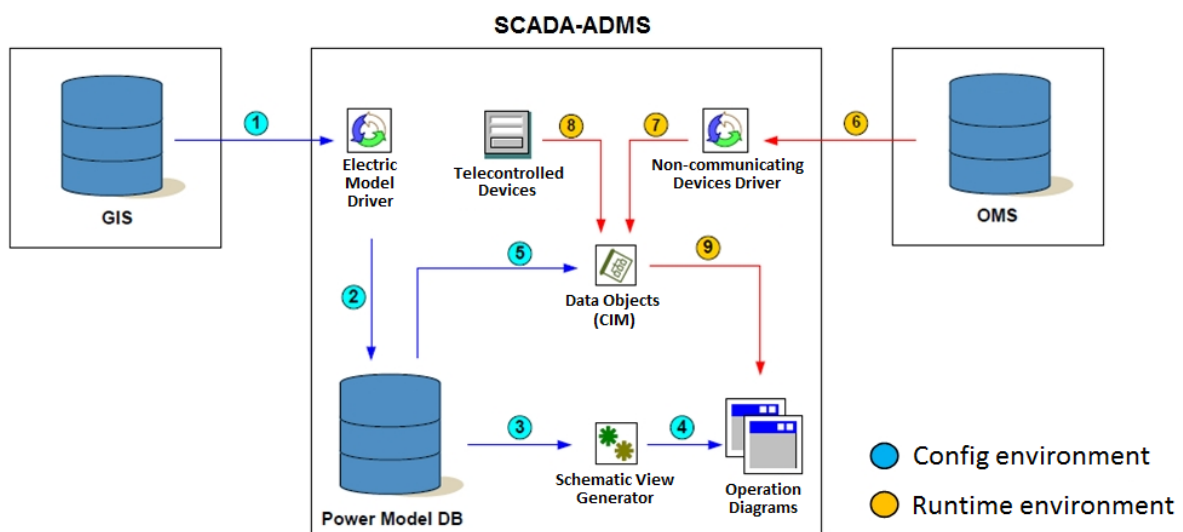 SCADA-ADMS
1
8
7
6
Electric
Model
Driver
Telecontrolled
Devices
Non-communicating
Devices Driver
GIS
OMS
5
9
2
Data Objects
(CIM)
3
4
Config environment
Schematic View
Generator
Operation
Diagrams
Runtime environment
Power Model DB